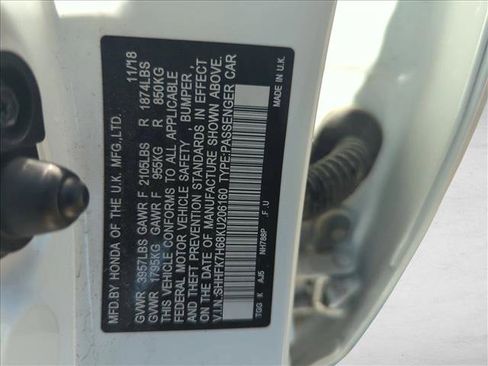 MFD.BY HONDA OF THE U.K. MFG.,LTD. 11/18
GVWR 3957LBS GAWR F 2105LBS R 1874LBS
GVWR 1795KG GAWR F 955KG R 850KG
THIS VEHICLE CONFORMS TO ALL APPLICABLE
FEDERAL MOTOR VEHICLE SAFETY , BUMPER ,
AND THEFT PREVENTION STANDARDS IN EFFECT
ON THE DATE OF MANUFACTURE SHOWN ABOVE.
V.I.N.:SHHFK7H68KU206160 TYPE:PASSENGER CAR
TGG K AJ5 NH788P .F.U MADE IN U.K.